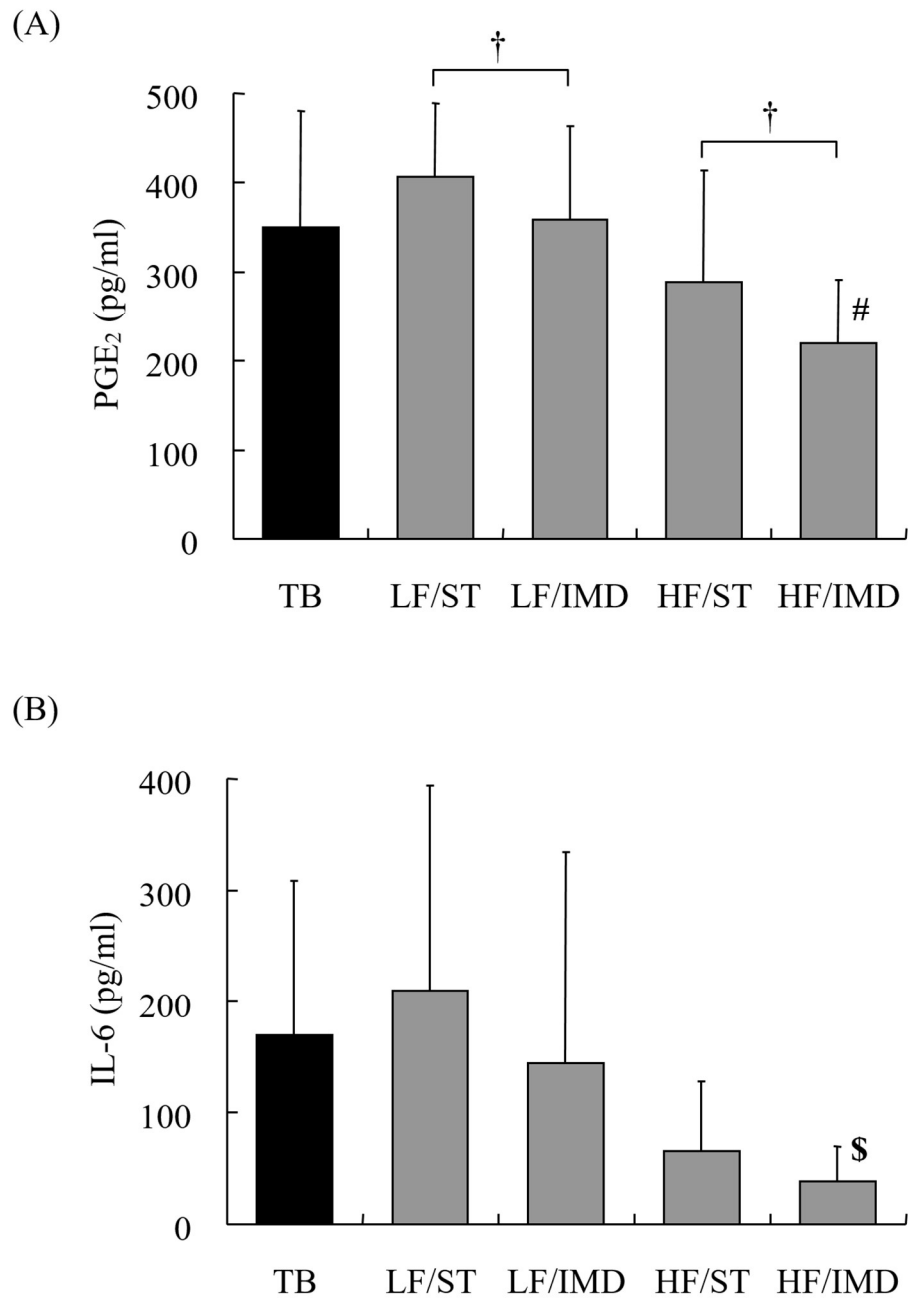 (A)
†
†
500
400
300
200
100
0
PGE₂ (pg/ml)
#
TB LF/ST LF/IMD HF/ST HF/IMD
(B)
400
300
200
100
0
IL-6 (pg/ml)
$
TB LF/ST LF/IMD HF/ST HF/IMD